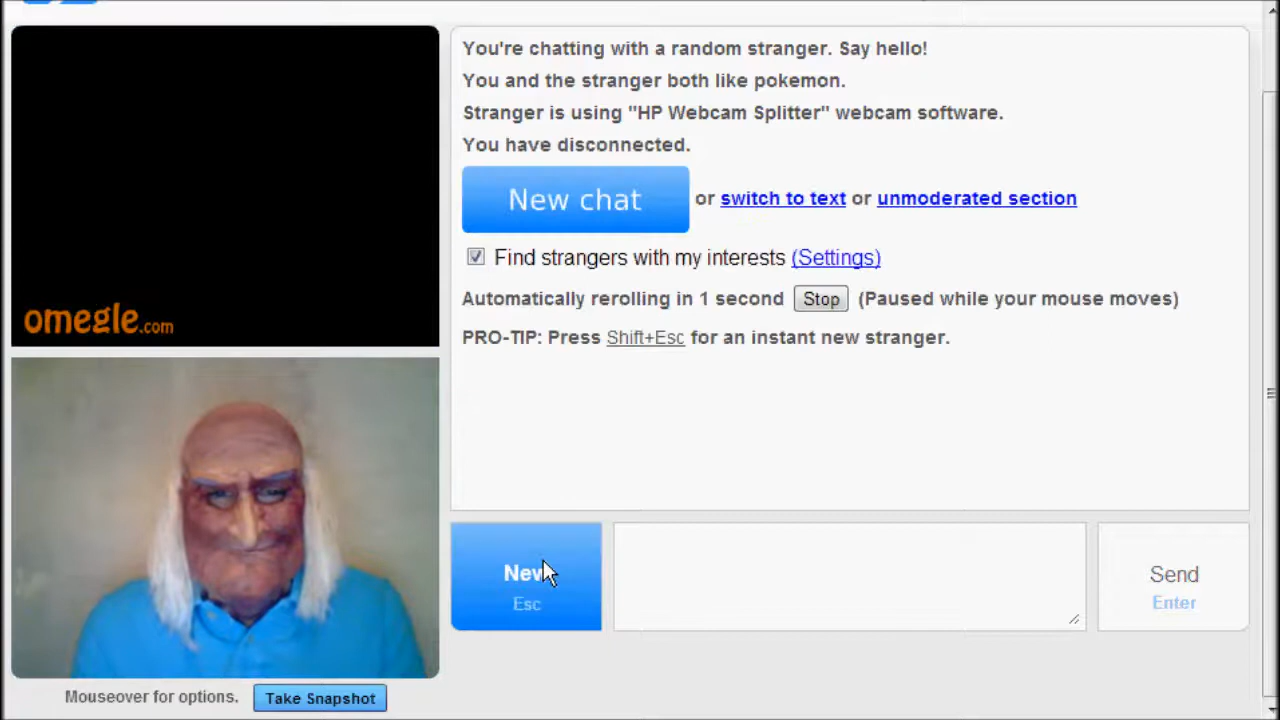 You're chatting with a random stranger. Say hello!
You and the stranger both like pokemon.
Stranger is using "HP Webcam Splitter" webcam software.
You have disconnected.
New chat or switch to text or unmoderated section
Find strangers with my interests (Settings)
Automatically rerolling in 1 second Stop (Paused while your mouse moves)
PRO-TIP: Press Shift+Esc for an instant new stranger.
omegle.com
New
Esc
Send
Enter
Mouseover for options. Take Snapshot